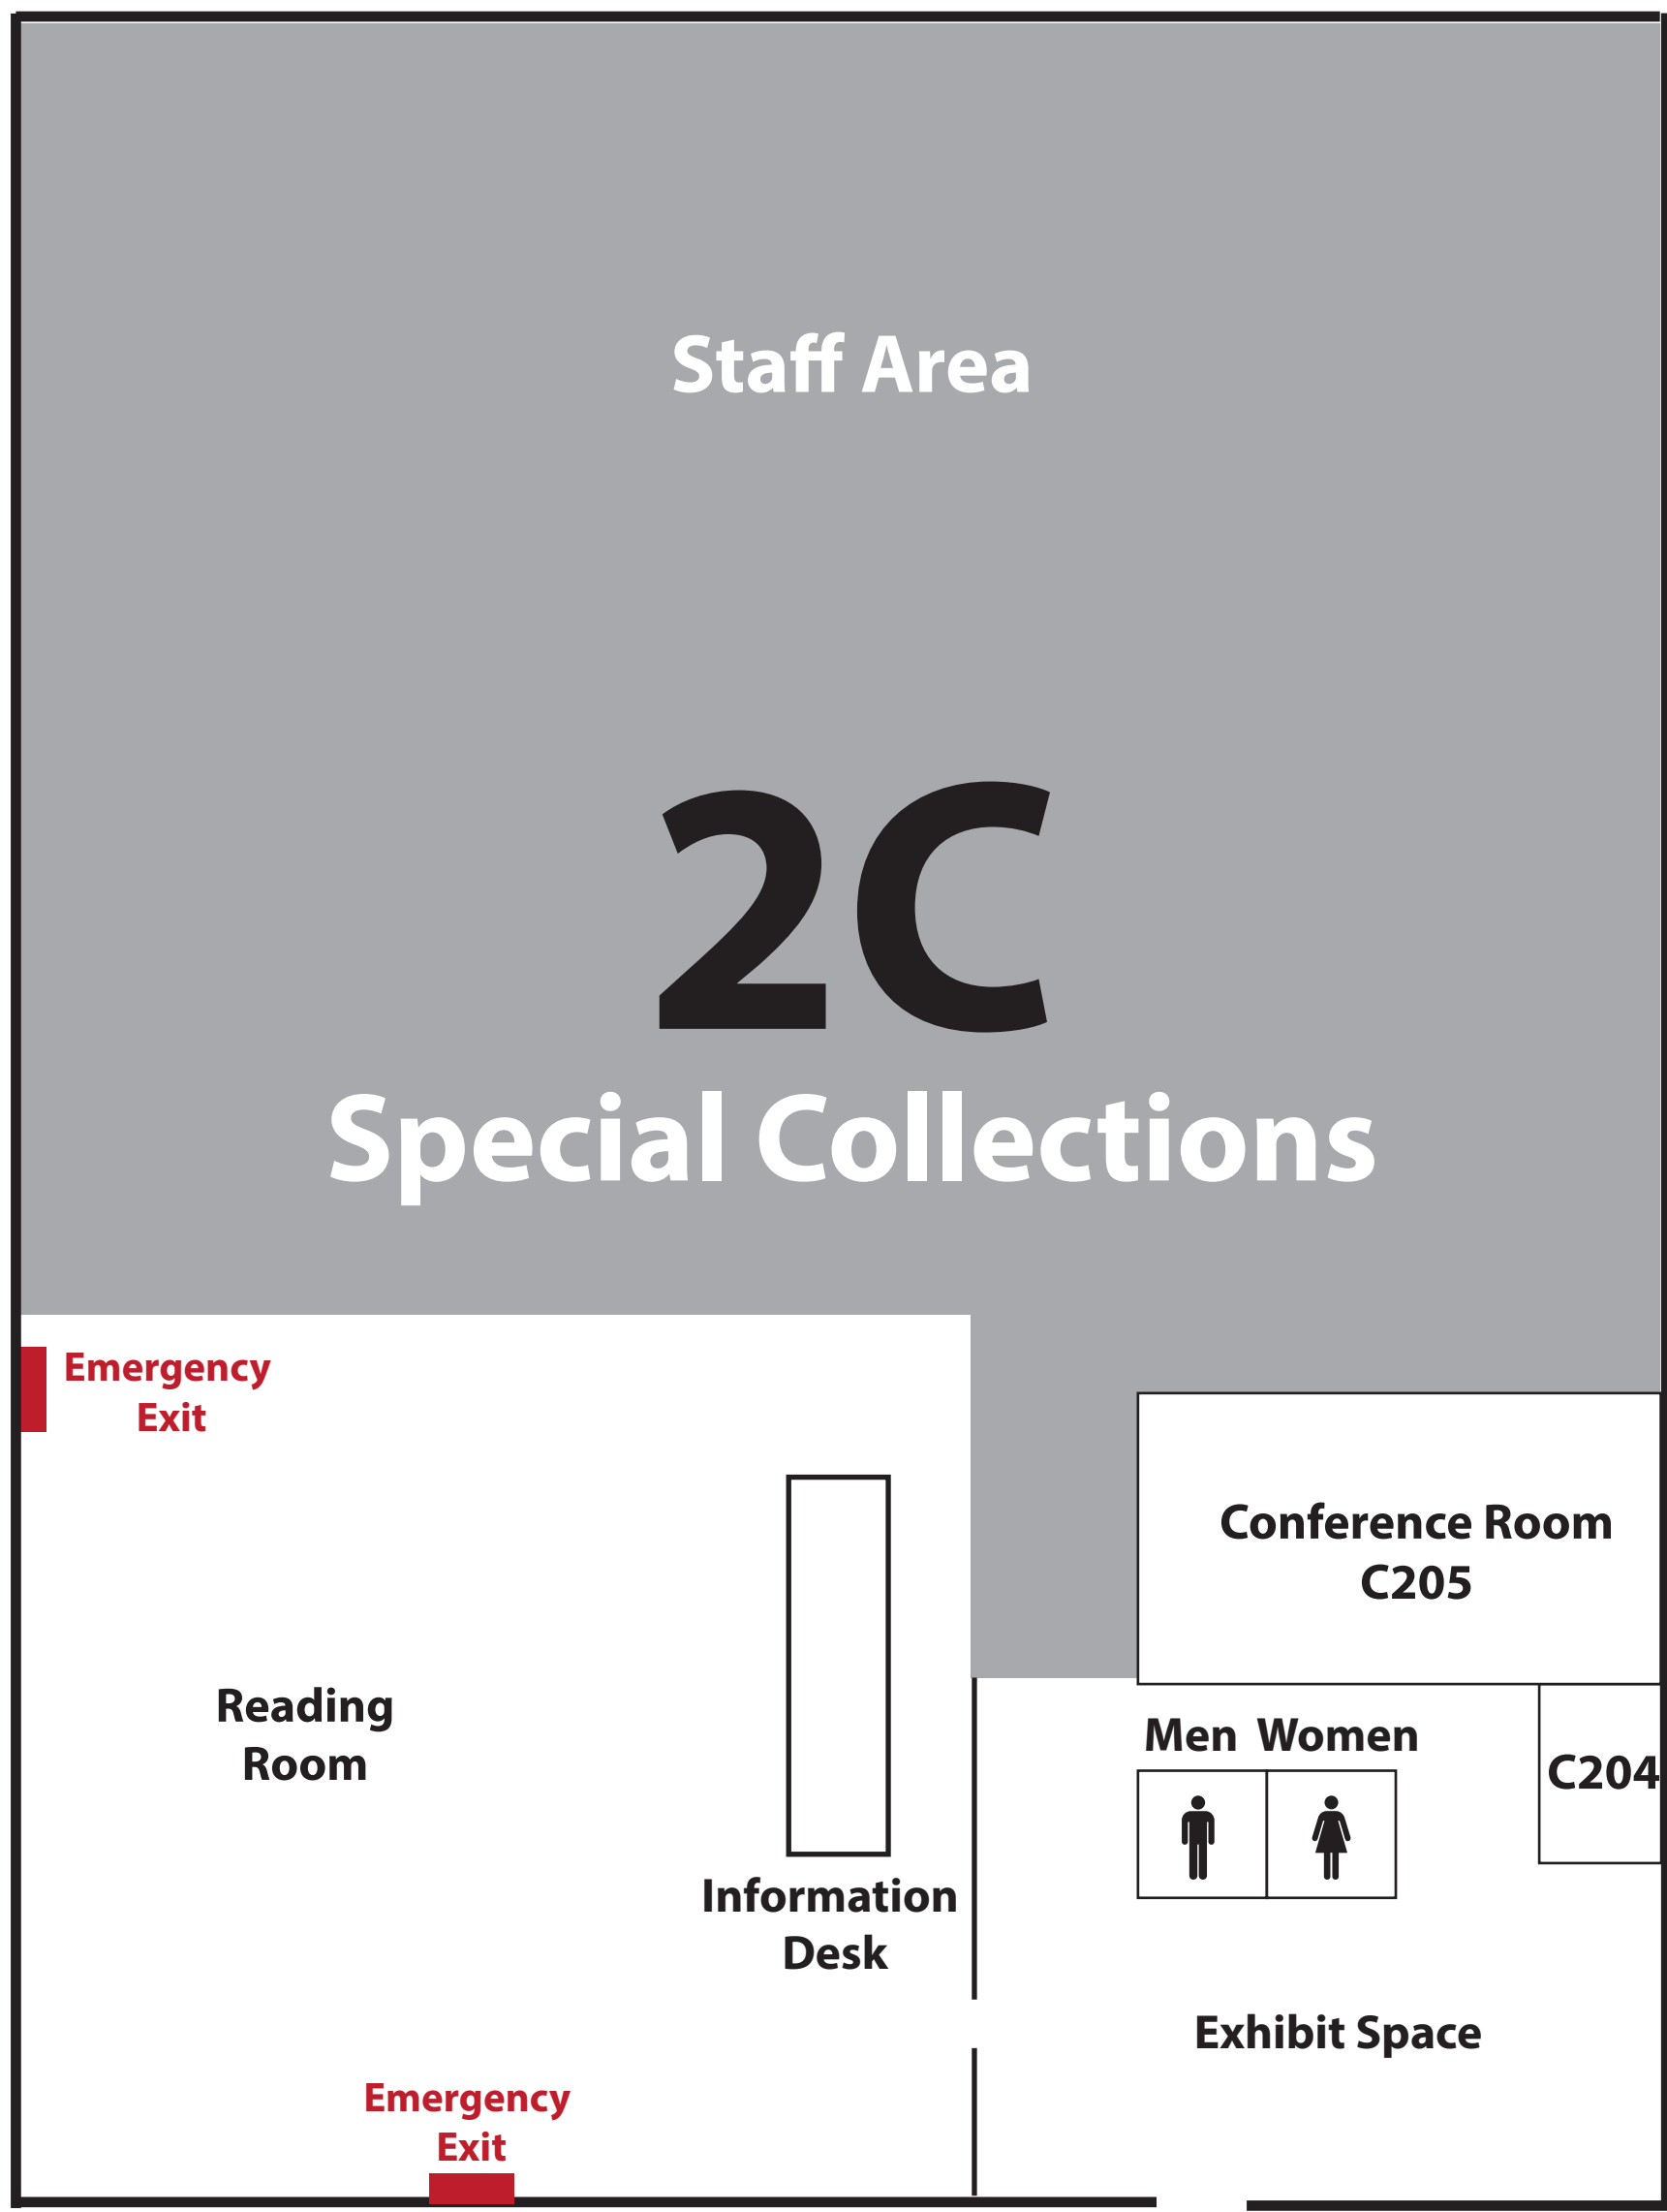 Staff Area
2C
Special Collections
Emergency
Exit
Conference Room
C205
Reading
Room
Men Women
C204
Information
Desk
Exhibit Space
Emergency
Exit